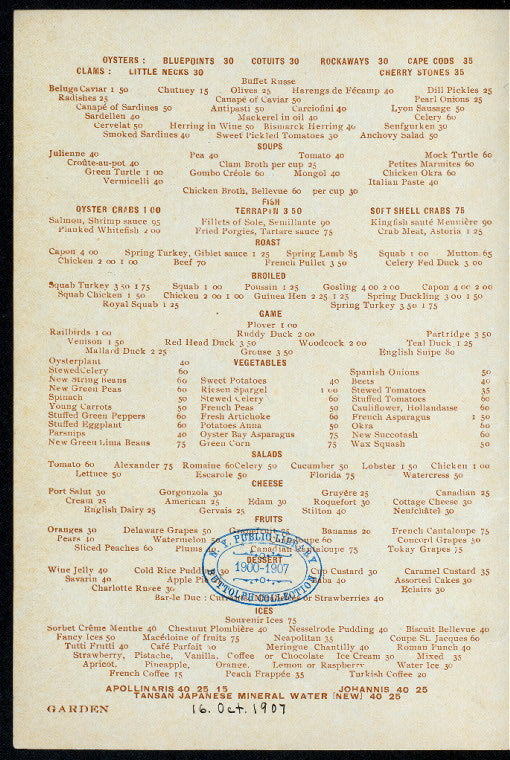 OYSTERS : BLUEPOINTS 30 COTUITS 30 ROCKAWAYS 30 CAPE CODS 35
CLAMS : LITTLE NECKS 30 CHERRY STONES 35
Buffet Russe
Beluga Caviar 1 50 Chutney 15 Olives 25 Harengs de Fécamp 40 Dill Pickles 25
Radishes 25 Canapé of Caviar 50 Pearl Onions 25
Canapé of Sardines 50 Antipasti 50 Carciofini 40 Lyon Sausage 50
Sardellen 40 Mackerel in oil 40 Celery 60
Cervelat 50 Herring in Wine 50 Bismarck Herring 40 Senfgurken 30
Smoked Sardines 40 Sweet Pickled Tomatoes 30 Anchovy Salad 50
SOUPS
Julienne 40 Pea 40 Tomato 40 Mock Turtle 60
Croûte-au-pot 40 Clam Broth per cup 25 Petites Marmites 60
Green Turtle 1 00 Gombo Créole 60 Mongol 40 Chicken Okra 60
Vermicelli 40 Italian Paste 40
Chicken Broth, Bellevue 60 per cup 30
FISH
OYSTER CRABS 1 00 TERRAPIN 3 50 SOFT SHELL CRABS 75
Salmon, Shrimp sauce 95 Fillets of Sole, Semillante 90 Kingfish sauté Meunière 90
Planked Whitefish 2 00 Fried Porgies, Tartare sauce 75 Crab Meat, Astoria 1 25
ROAST
Capon 4 00 Spring Turkey, Giblet sauce 1 25 Spring Lamb 85 Squab 1 00 Mutton 65
Chicken 2 00 1 00 Beef 70 French Pullet 3 50 Celery Fed Duck 3 00
BROILED
Squab Turkey 3 50 1 75 Squab 1 00 Poussin 1 25 Gosling 4 00 2 00 Capon 4 00 2 00
Squab Chicken 1 50 Chicken 2 00 1 00 Guinea Hen 2 25 1 25 Spring Duckling 3 00 1 50
Royal Squab 1 25 Spring Turkey 3 50 1 75
GAME
Plover 1 00
Railbirds 1 00 Ruddy Duck 2 00 Partridge 3 50
Venison 1 50 Red Head Duck 3 50 Woodcock 2 00 Teal Duck 1 25
Mallard Duck 2 25 Grouse 3 50 English Snipe 80
Oysterplant 40 VEGETABLES
Stewed Celery 60 Spanish Onions 50
New String Beans 60 Sweet Potatoes 40 Beets 40
New Green Peas 60 Riesen Spargel 1 00 Stewed Tomatoes 35
Spinach 50 Stewed Celery 60 Stuffed Tomatoes 60
Young Carrots 50 French Peas 50 Cauliflower, Hollandaise 60
Stuffed Green Peppers 60 Fresh Artichoke 60 French Asparagus 1 50
Stuffed Eggplant 60 Potatoes Anna 50 Okra 60
Parsnips 40 Oyster Bay Asparagus 75 New Succotash 60
New Green Lima Beans 75 Green Corn 75 Wax Squash 50
SALADS
Tomato 60 Alexander 75 Romaine 60 Celery 50 Cucumber 50 Lobster 1 50 Chicken 1 00
Lettuce 50 Escarole 50 Florida 75 Watercress 50
CHEESE
Port Salut 30 Gorgonzola 30 Gruyère 25 Canadian 25
Cream 25 American 25 Edam 30 Roquefort 30 Cottage Cheese 30
English Dairy 25 Gervais 25 Stilton 40 Neufchâtel 30
FRUITS
Oranges 30 Delaware Grapes 50 Grapefruit 25 Bananas 20 French Cantaloupe 75
Pears 40 Watermelon 60 Concord Grapes 50
Sliced Peaches 60 Plums Canadian Cantaloupe 75 Tokay Grapes 75
DESSERT
Wine Jelly 40 Cold Rice Pudding 30 Cup Custard 30 Caramel Custard 35
Savarin 40 Apple Pie 40 Assorted Cakes 30
Charlotte Russe 30 Eclairs 30
Bar-le Duc : or Strawberries 40
N. Y. PUBLIC LIBRARY
1900-1907
BUTTOLPH COLLECTION
ICES
Souvenir Ices 75
Sorbet Crême Menthe 40 Chestnut Plombière 40 Nesselrode Pudding 40 Biscuit Bellevue 40
Fancy Ices 50 Macédoine of fruits 75 Neapolitan 35 Coupe St. Jacques 60
Tutti Frutti 40 Café Parfait 40 Meringue Chantilly 40 Roman Punch 40
Strawberry, Pistache, Vanilla, Coffee or Chocolate Ice Cream 30 Mixed 35
Apricot, Pineapple, Orange, Lemon or Raspberry Water Ice 30
French Coffee 15 Peach Frappée 35 Turkish Coffee 20
APOLLINARIS 40 25 15 JOHANNIS 40 25
TANSAN JAPANESE MINERAL WATER [NEW] 40 25
GARDEN 16. Oct. 1907